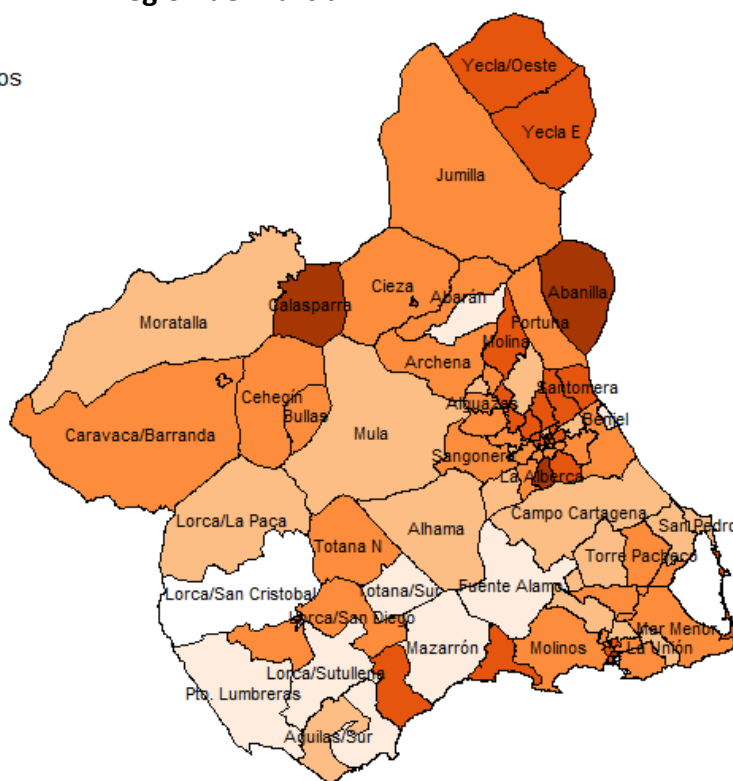 os
Yecla/Oeste
Yecla E
Jumilla
Abanilla
Cieza
Calasparra
Abarán
Moratalla
Fortuna
Molina
Archena
Santomera
Cehegín
Alguazas
Bullas
Beniel
Caravaca/Barranda
Mula
Sangonera
La Alberca
Campo Cartagena
Lorca/La Paca
San Pedro
Alhama
Totana N
Torre Pacheco
Fuente Alamo
Totana/Sur
Lorca/San Cristobal
Lorca/San Diego
Mar Menor
Mazarrón
Molinos
La Unión
Lorca/Sutullena
Pto. Lumbreras
Aguilas/Sur